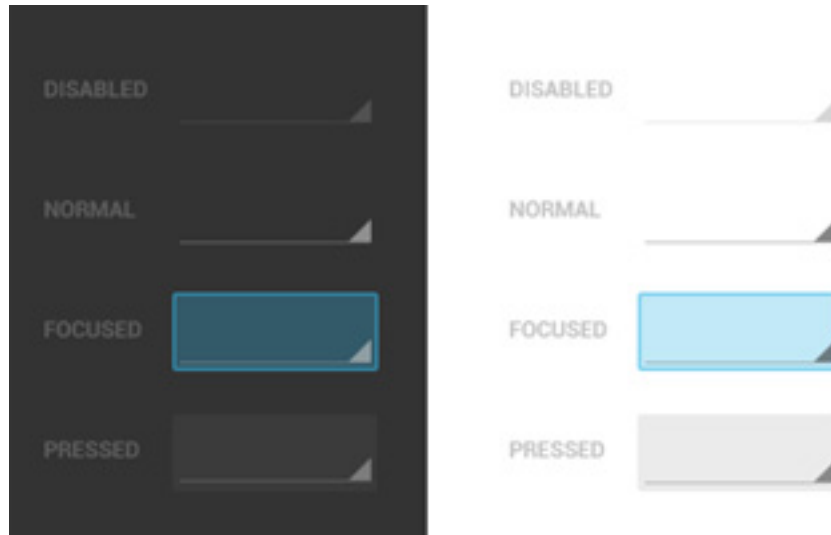 DISABLED
DISABLED
NORMAL
NORMAL
FOCUSED
FOCUSED
PRESSED
PRESSED